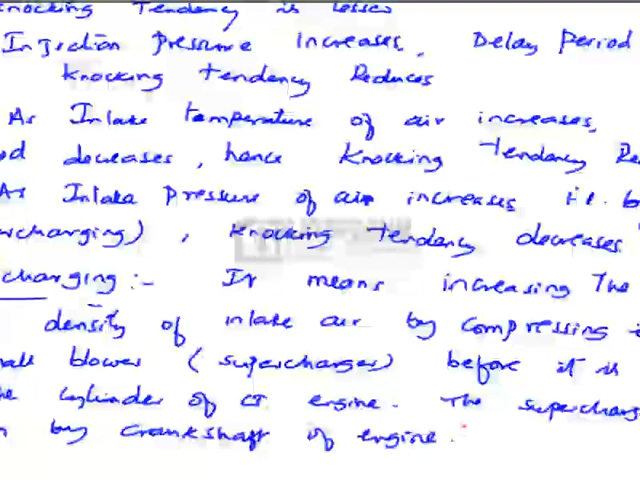 Knocking Tendency is lesser
Injection Pressure Increases, Delay Period
Knocking tendency Reduces
As Inlake temperature of air increases,
od decreases, hence Knocking Tendency Re
As Inlake Pressure of air increases i.e. b
ercharging), Knocking Tendency decreases
charging:- It means increasing The
density of inlake air by compressing i
mall blower (supercharger) before it is
he Cylinder of CI engine. The supercharg
n by crankshaft of engine.